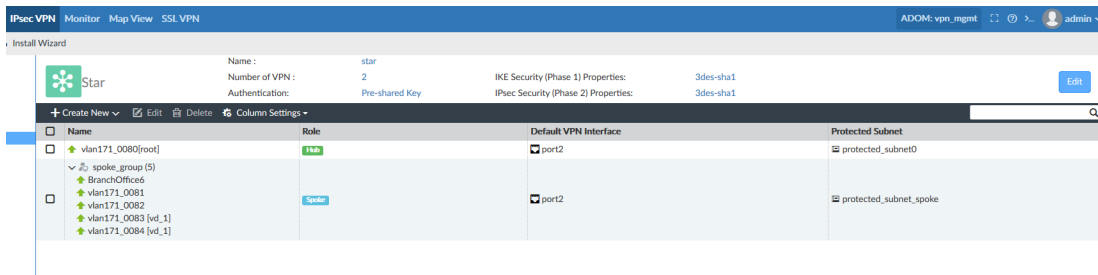 IPsec VPN Monitor Map View SSL VPN ADOM: vpn_mgmt admin
Install Wizard
Star
Name : star
Number of VPN : 2 IKE Security (Phase 1) Properties: 3des-sha1
Authentication: Pre-shared Key IPsec Security (Phase 2) Properties: 3des-sha1
Edit
Create New Edit Delete Column Settings
Name Role Default VPN Interface Protected Subnet
vlan171_0080[root] Hub port2 protected_subnet0
spoke_group (5)
BranchOffice6
vlan171_0081
vlan171_0082 Spoke port2 protected_subnet_spoke
vlan171_0083 [vd_1]
vlan171_0084 [vd_1]